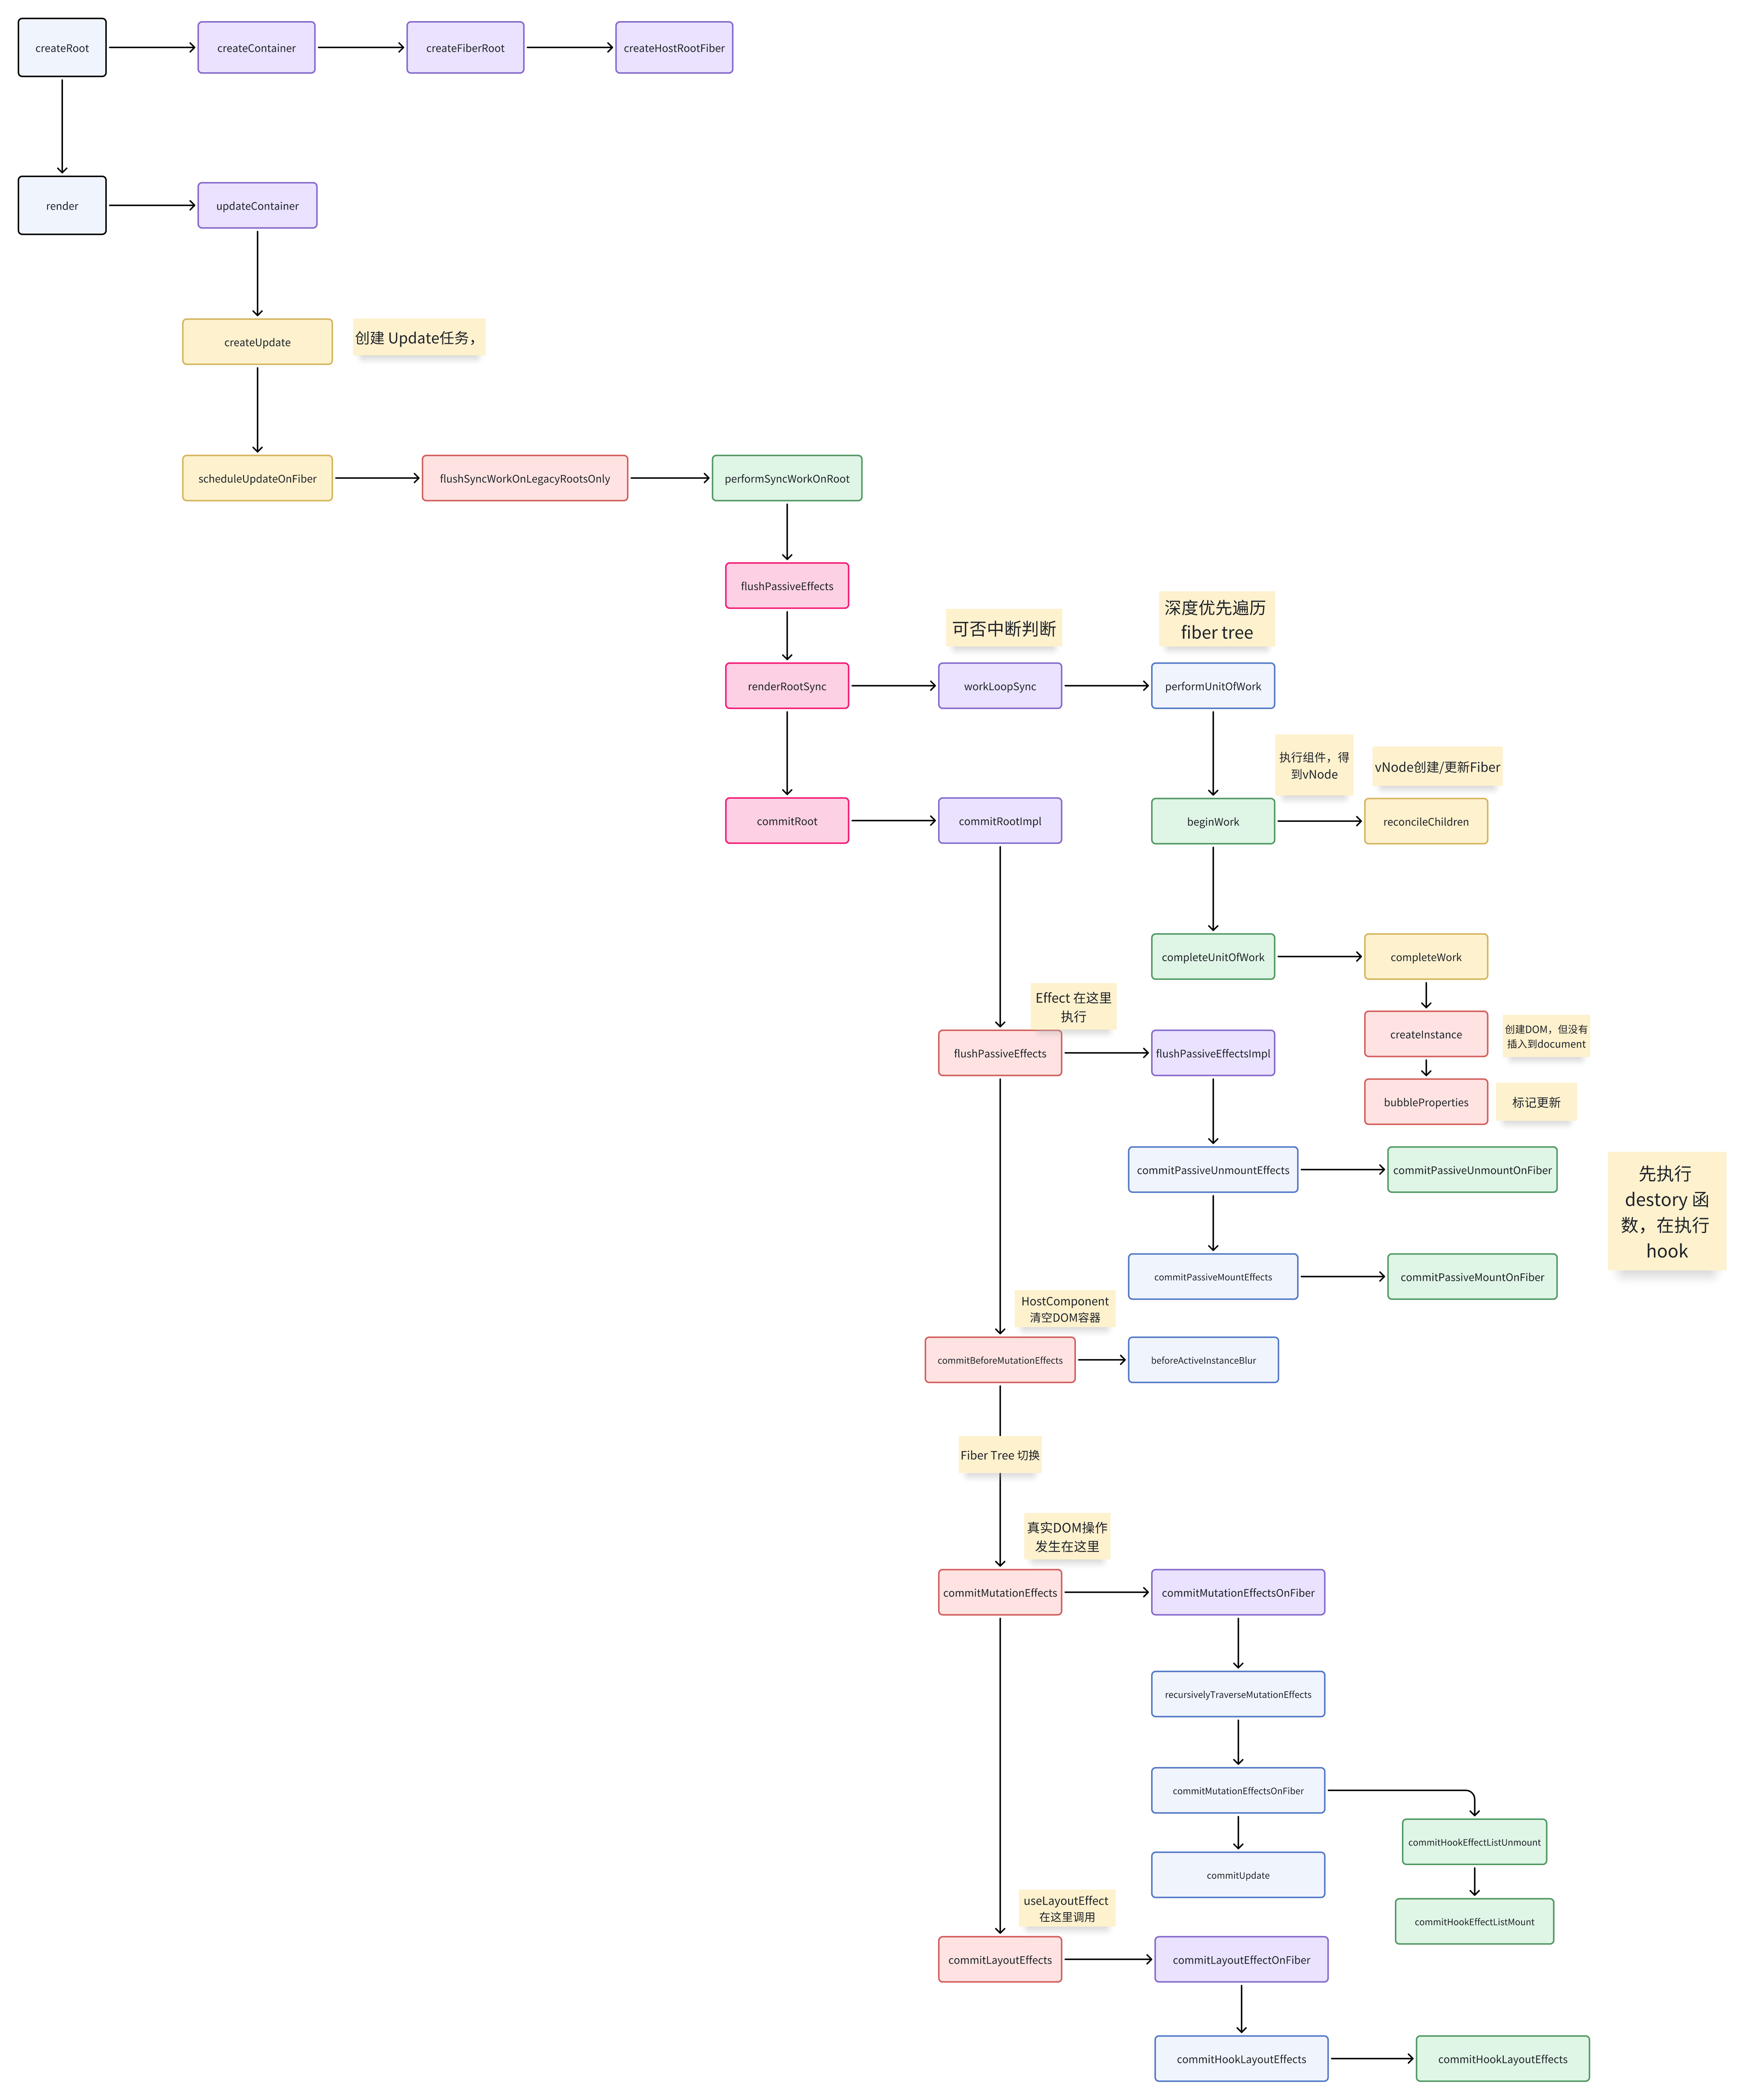 createRoot
createContainer
createFiberRoot
createHostRootFiber
render
updateContainer
createUpdate
创建 Update任务，
scheduleUpdateOnFiber
flushSyncWorkOnLegacyRootsOnly
performSyncWorkOnRoot
flushPassiveEffects
可否中断判断
深度优先遍历
fiber tree
renderRootSync
workLoopSync
performUnitOfWork
执行组件，得
到vNode
vNode创建/更新Fiber
commitRoot
commitRootImpl
beginWork
reconcileChildren
completeUnitOfWork
completeWork
Effect 在这里
执行
createInstance
创建DOM，但没有
插入到document
flushPassiveEffects
flushPassiveEffectsImpl
bubbleProperties
标记更新
commitPassiveUnmountEffects
commitPassiveUnmountOnFiber
先执行
destory 函
数，在执行
hook
commitPassiveMountEffects
commitPassiveMountOnFiber
HostComponent
清空DOM容器
commitBeforeMutationEffects
beforeActiveInstanceBlur
Fiber Tree 切换
真实DOM操作
发生在这里
commitMutationEffects
commitMutationEffectsOnFiber
recursivelyTraverseMutationEffects
commitMutationEffectsOnFiber
commitHookEffectListUnmount
commitUpdate
useLayoutEffect
在这里调用
commitHookEffectListMount
commitLayoutEffects
commitLayoutEffectOnFiber
commitHookLayoutEffects
commitHookLayoutEffects